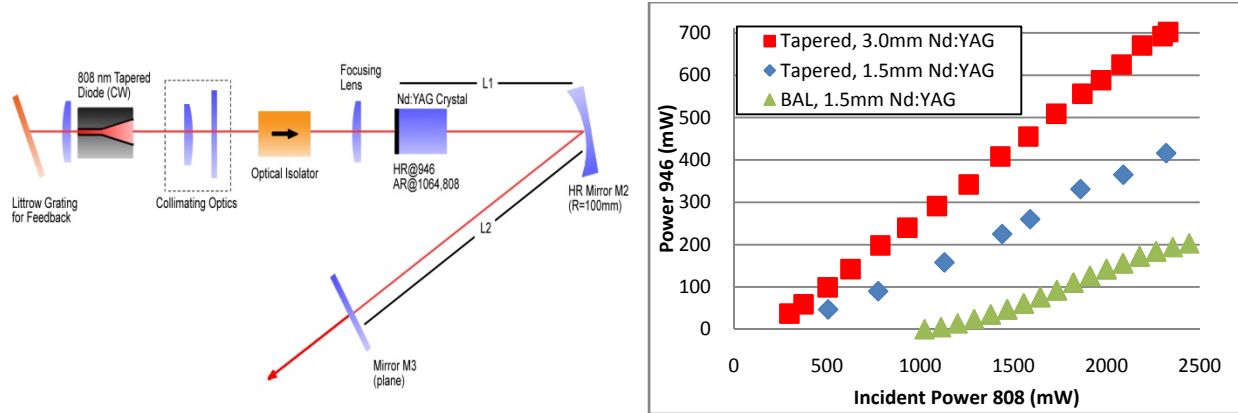 808 nm Tapered
Diode (CW)
Littrow Grating
for Feedback
Collimating Optics
Optical Isolator
Focusing
Lens
Nd:YAG Crystal
HR@946
AR@1064,808
L1
HR Mirror M2
(R=100mm)
L2
Mirror M3
(plane)
Power 946 (mW)
700
600
500
400
300
200
100
0
Tapered, 3.0mm Nd:YAG
Tapered, 1.5mm Nd:YAG
BAL, 1.5mm Nd:YAG
0 500 1000 1500 2000 2500
Incident Power 808 (mW)